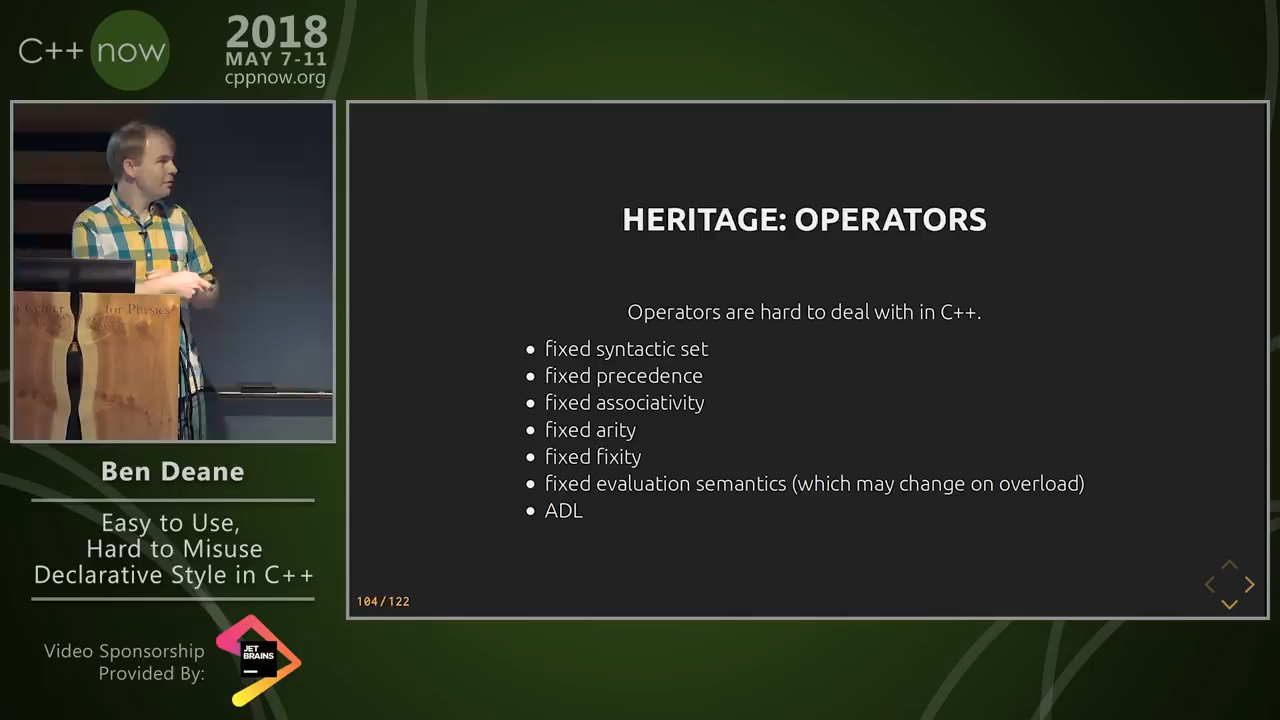 C++ now
2018
MAY 7-11
cppnow.org
for Physics
HERITAGE: OPERATORS
Operators are hard to deal with in C++.
• fixed syntactic set
• fixed precedence
• fixed associativity
• fixed arity
• fixed fixity
• fixed evaluation semantics (which may change on overload)
• ADL
104/122
Ben Deane
Easy to Use,
Hard to Misuse
Declarative Style in C++
Video Sponsorship
Provided By:
JET
BRAINS